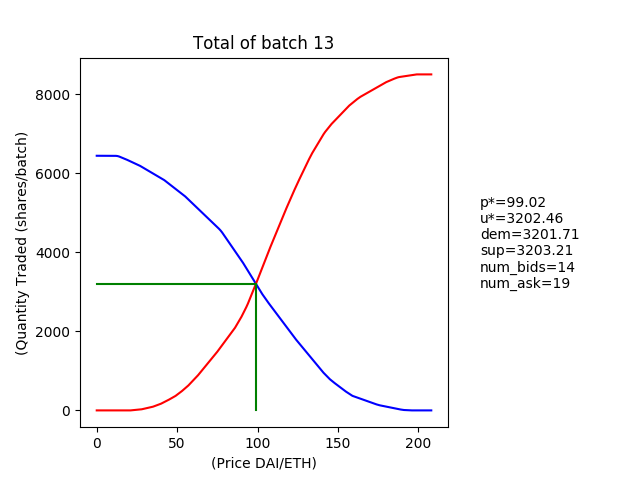 Total of batch 13
(Quantity Traded (shares/batch)
8000
6000
4000
2000
0
0 50 100 150 200
(Price DAI/ETH)
p*=99.02
u*=3202.46
dem=3201.71
sup=3203.21
num_bids=14
num_ask=19